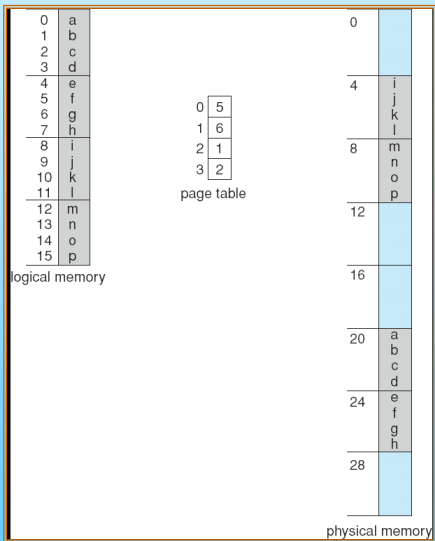 0 a
1 b
2 c
3 d
4 e
5 f
6 g
7 h
8 i
9 j
10 k
11 l
12 m
13 n
14 o
15 p
logical memory
0 5
1 6
2 1
3 2
page table
0
4 i
j
k
l
8 m
n
o
p
12
16
20 a
b
c
d
24 e
f
g
h
28
physical memory